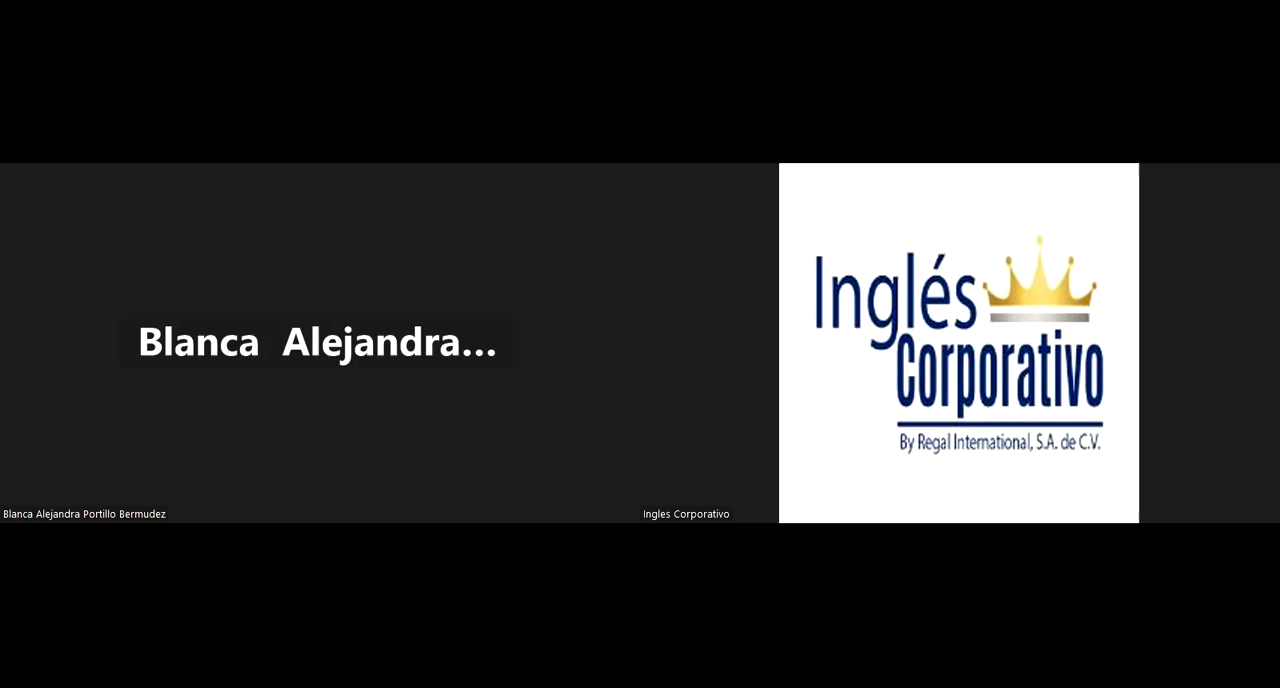 Blanca Alejandra...
Blanca Alejandra Portillo Bermudez
Inglés
Corporativo
By Regal International, S.A. de C.V.
Ingles Corporativo